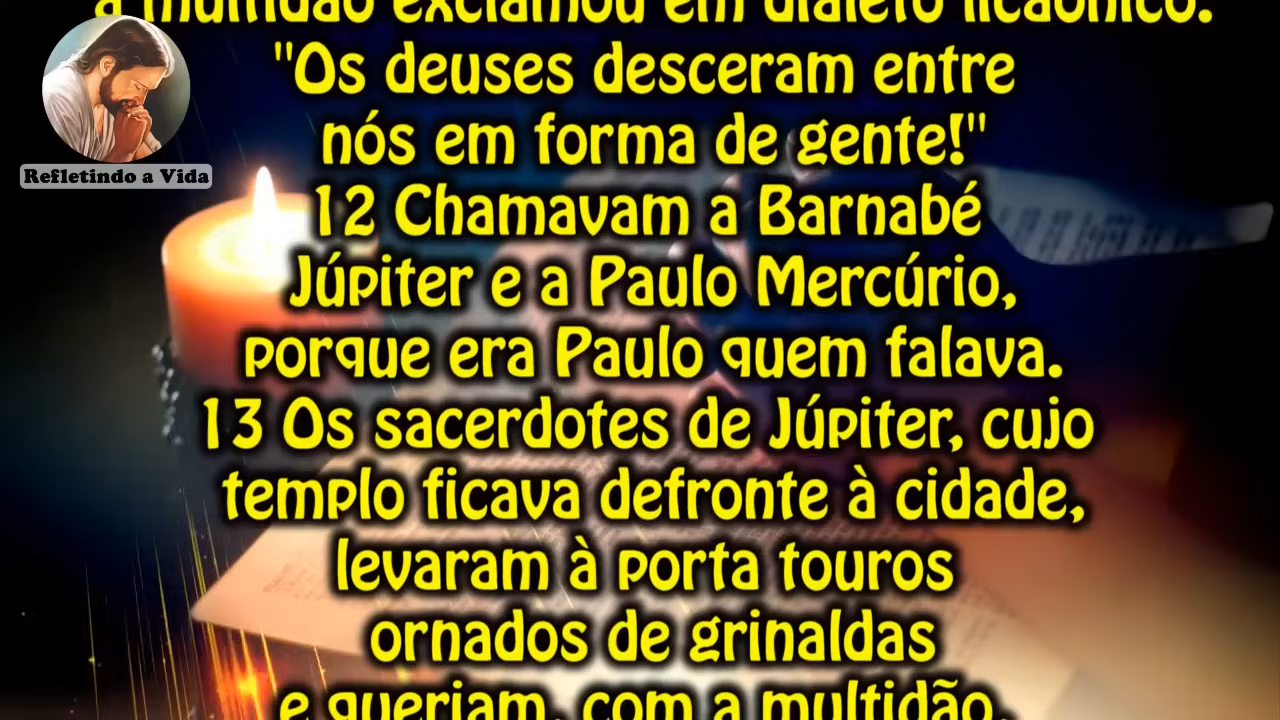 a multidão exclamou em dialeto licaônico:
"Os deuses desceram entre
nós em forma de gente!"
Refletindo a Vida
12 Chamavam a Barnabé
Júpiter e a Paulo Mercúrio,
porque era Paulo quem falava.
13 Os sacerdotes de Júpiter, cujo
templo ficava defronte à cidade,
levaram à porta touros
ornados de grinaldas
e queriam, com a multidão,